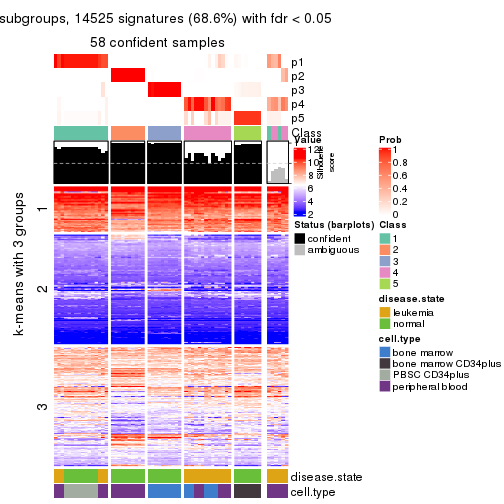 subgroups, 14525 signatures (68.6%) with fdr < 0.05
58 confident samples
p1
p2
p3
p4
p5
Class
1
2
3
k-means with 3 groups
disease.state
cell.type
Value
12
8
6
4
2
Silhouette
score
Prob
1
0.8
0.6
0.4
0.2
0
Status (barplots)
confident
ambiguous
Class
1
2
3
4
5
disease.state
leukemia
normal
cell.type
bone marrow
bone marrow CD34plus
PBSC CD34plus
peripheral blood